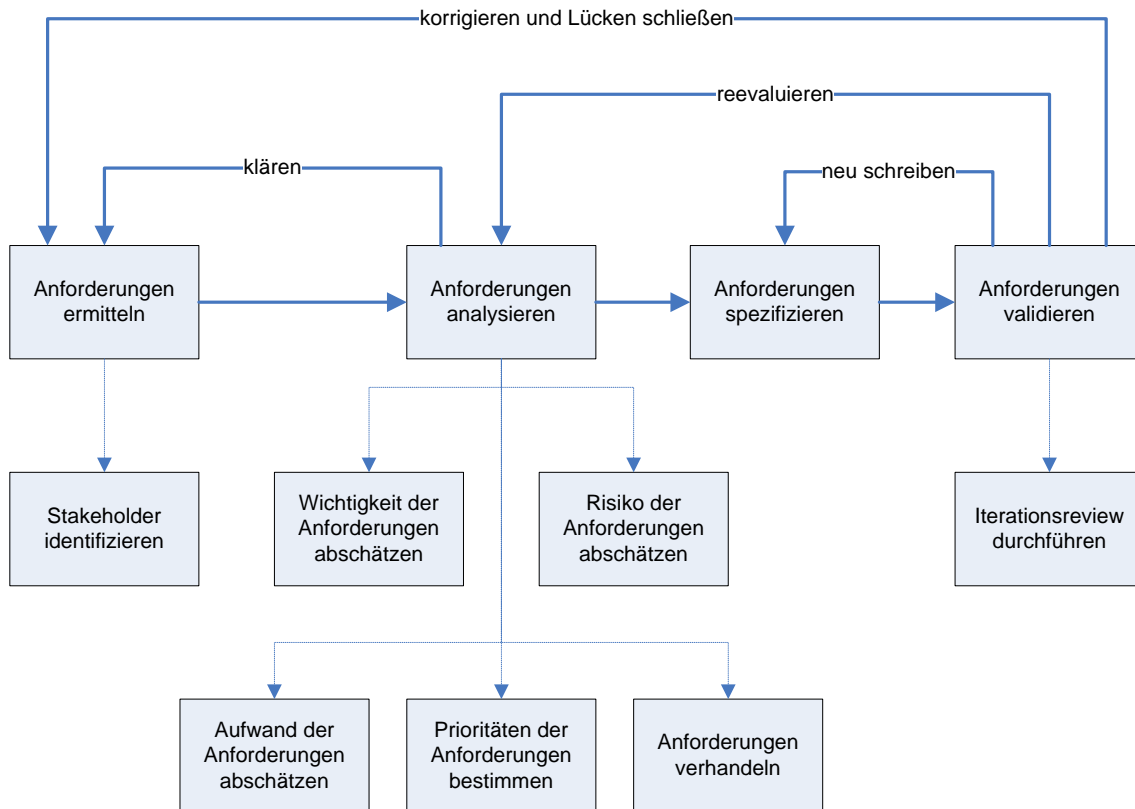 korrigieren und Lücken schließen
reevaluieren
klären
neu schreiben
Anforderungen
ermitteln
Anforderungen
analysieren
Anforderungen
spezifizieren
Anforderungen
validieren
Stakeholder
identifizieren
Wichtigkeit der
Anforderungen
abschätzen
Risiko der
Anforderungen
abschätzen
Iterationsreview
durchführen
Aufwand der
Anforderungen
abschätzen
Prioritäten der
Anforderungen
bestimmen
Anforderungen
verhandeln